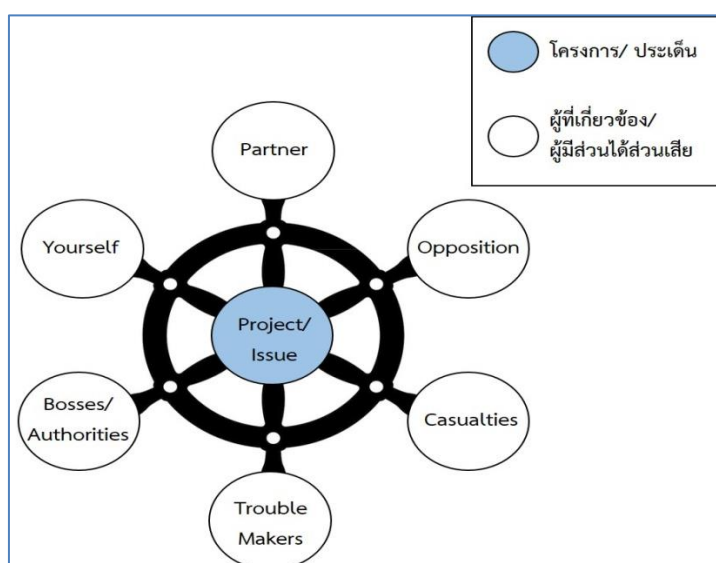 โครงการ/ ประเด็น
ผู้ที่เกี่ยวข้อง/
ผู้มีส่วนได้ส่วนเสีย
Partner
Yourself
Opposition
Project/
Issue
Bosses/
Authorities
Casualties
Trouble
Makers